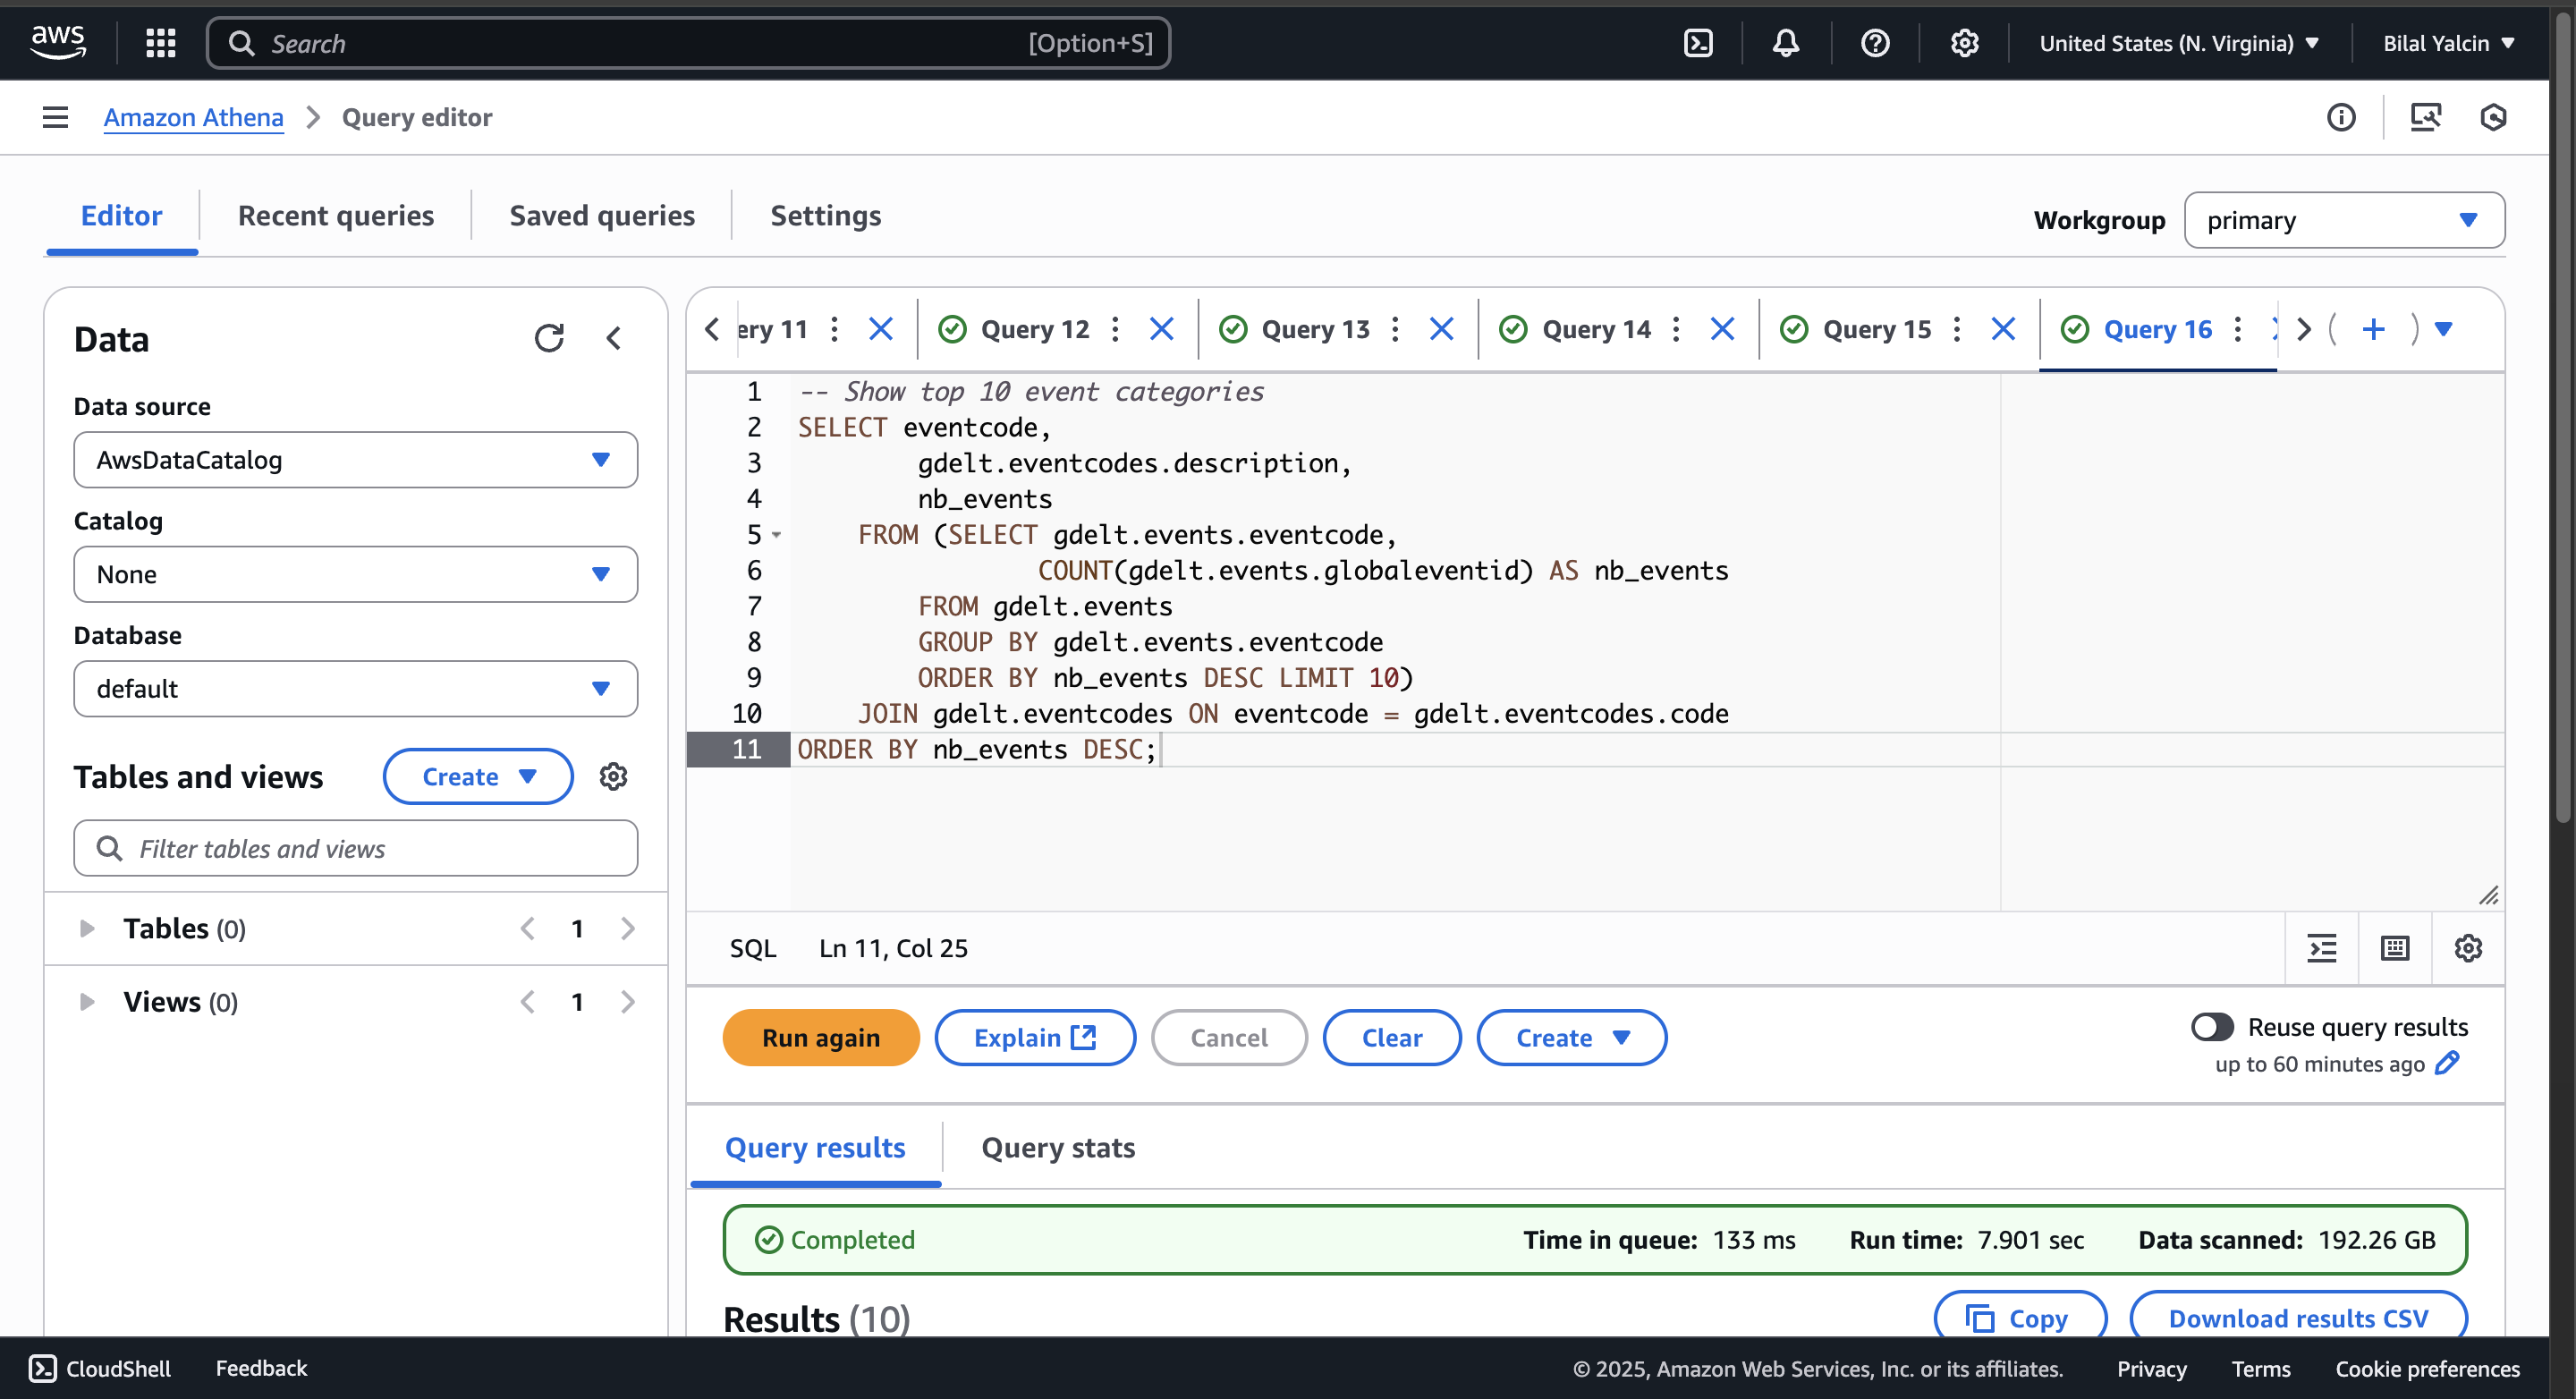 aws
Search [Option+S]
United States (N. Virginia) Bilal Yalcin
Amazon Athena Query editor
Editor Recent queries Saved queries Settings
Workgroup primary
Data
Data source
AwsDataCatalog
Catalog
None
Database
default
Tables and views Create
Filter tables and views
Tables (0) 1
Views (0) 1
ery 11 Query 12 Query 13 Query 14 Query 15 Query 16
1 -- Show top 10 event categories
2 SELECT eventcode,
3 gdelt.eventcodes.description,
4 nb_events
5 FROM (SELECT gdelt.events.eventcode,
6 COUNT(gdelt.events.globaleventid) AS nb_events
7 FROM gdelt.events
8 GROUP BY gdelt.events.eventcode
9 ORDER BY nb_events DESC LIMIT 10)
10 JOIN gdelt.eventcodes ON eventcode = gdelt.eventcodes.code
11 ORDER BY nb_events DESC;
SQL Ln 11, Col 25
Run again Explain Cancel Clear Create
Reuse query results
up to 60 minutes ago
Query results Query stats
Completed Time in queue: 133 ms Run time: 7.901 sec Data scanned: 192.26 GB
Results (10) Copy Download results CSV
CloudShell Feedback © 2025, Amazon Web Services, Inc. or its affiliates. Privacy Terms Cookie preferences